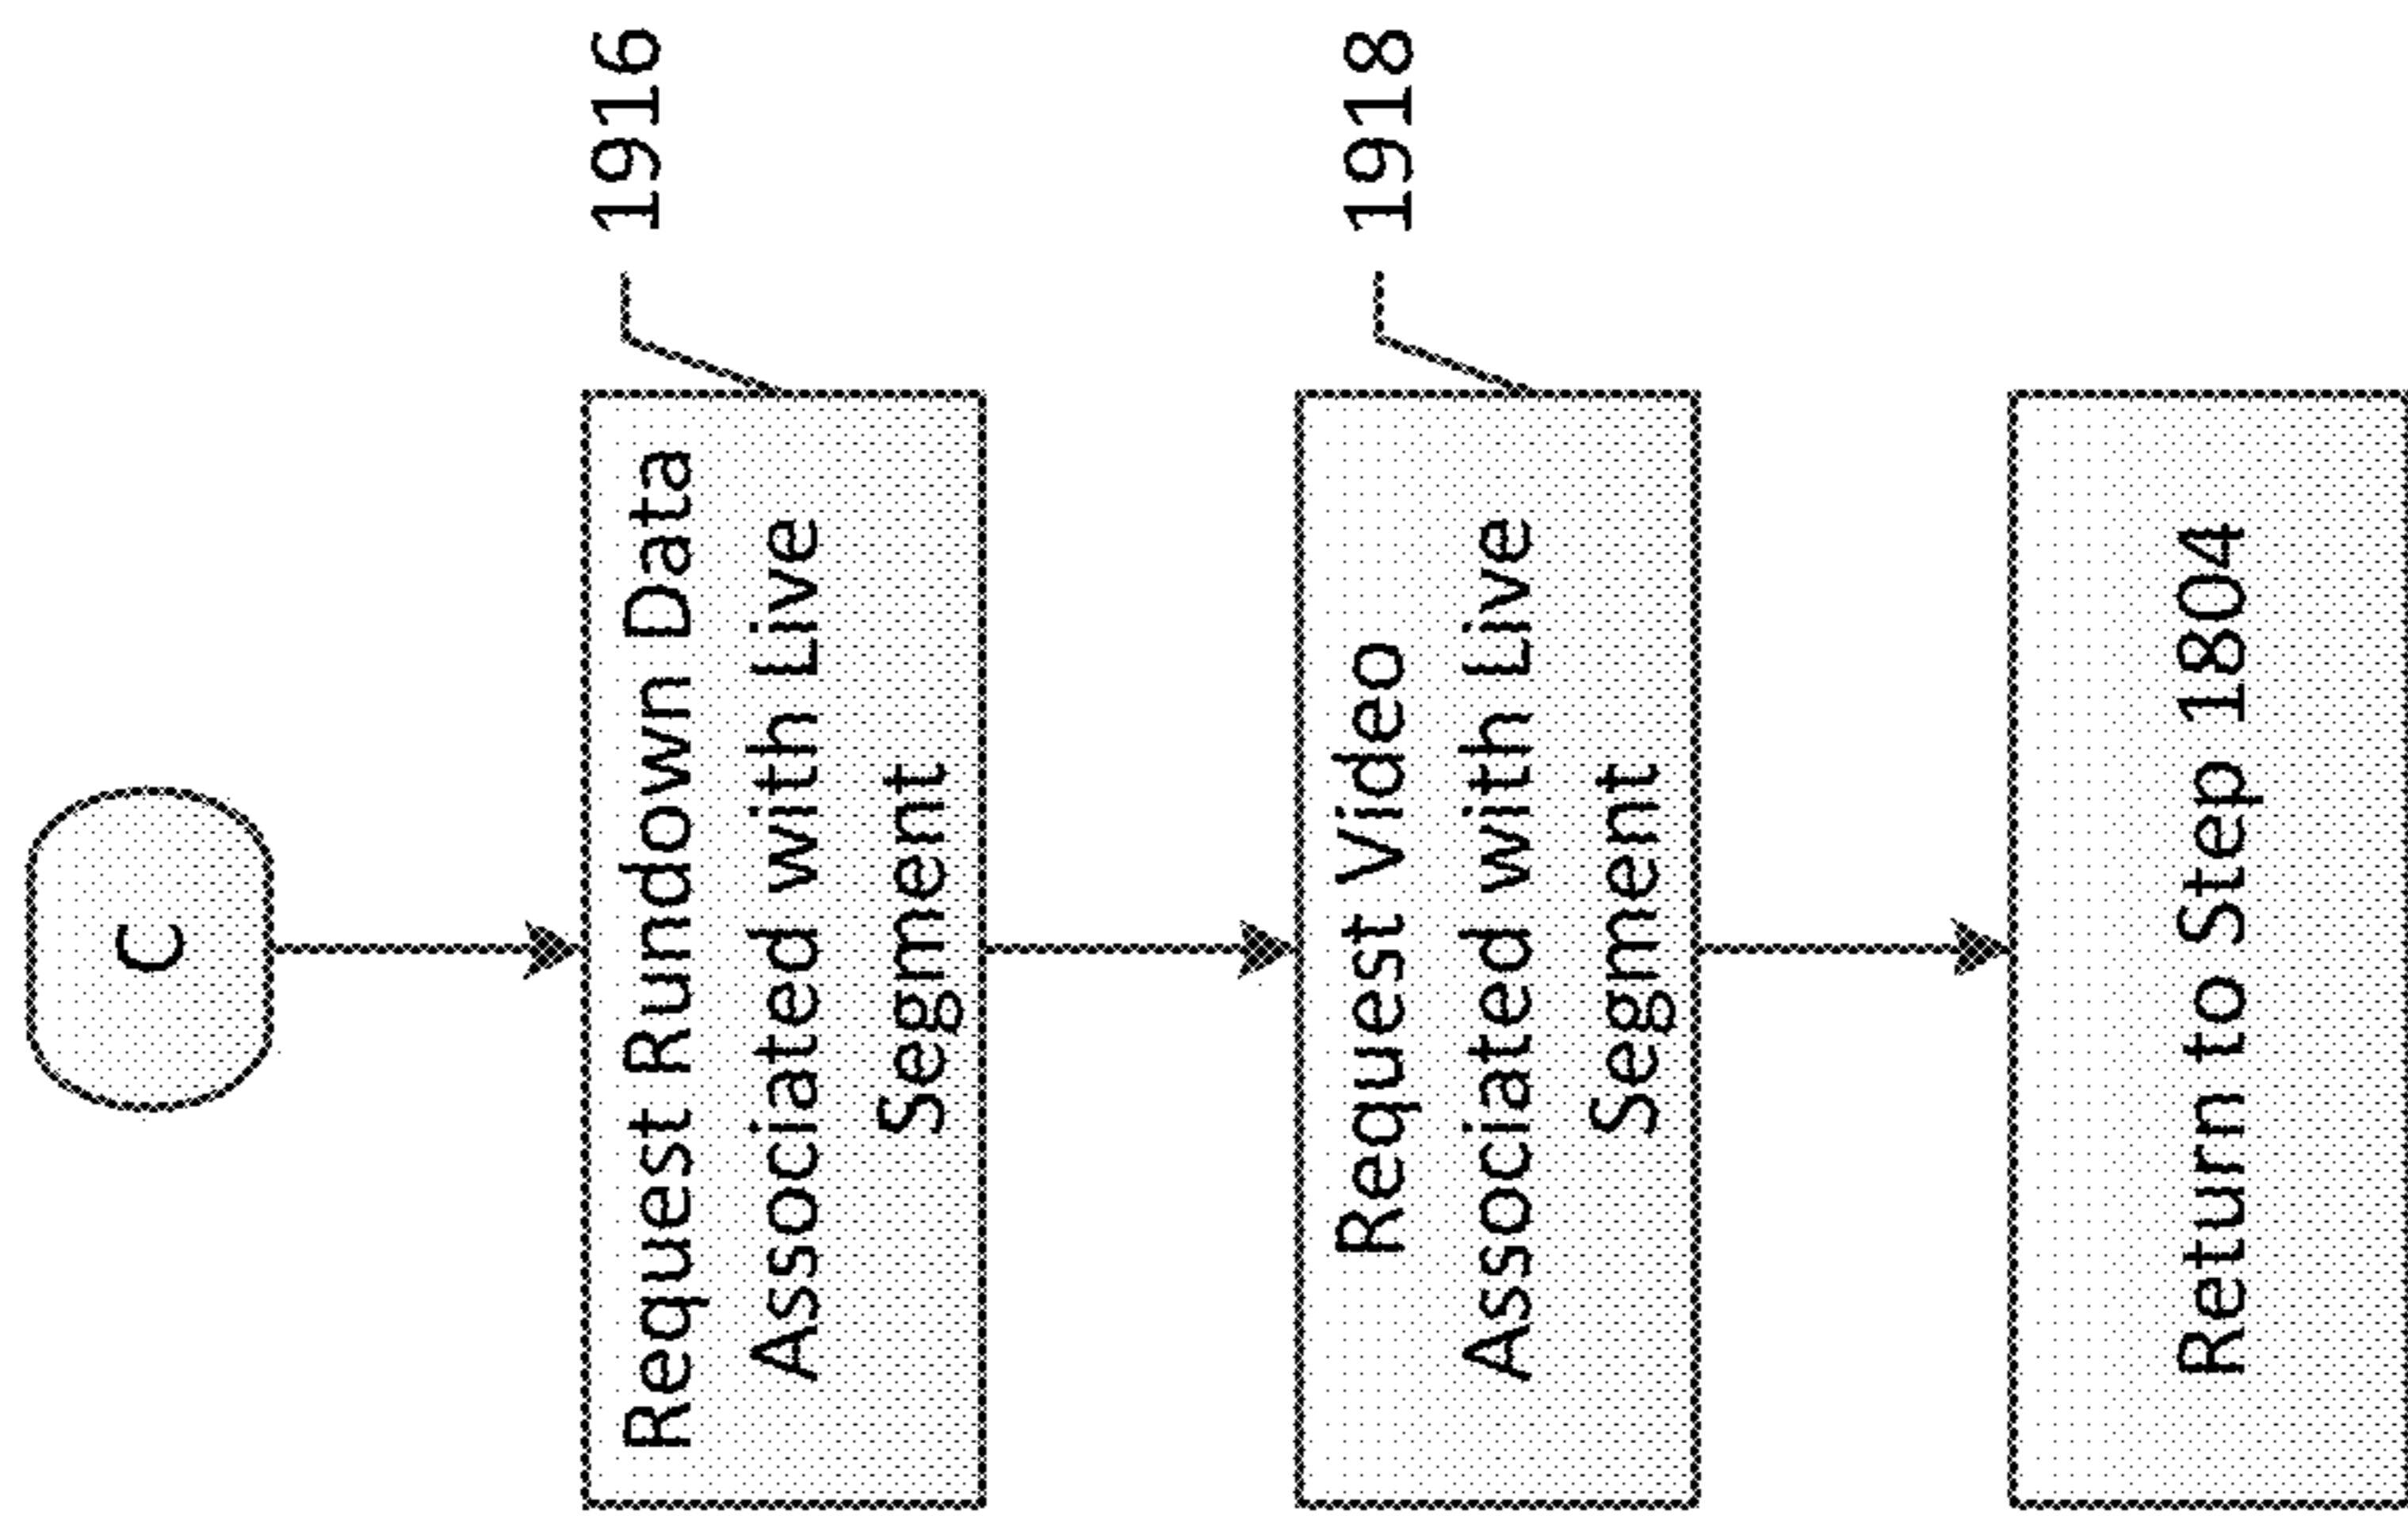 C
Request Rundown Data
Associated with Live
Segment
1916
Request Video
Associated with Live
Segment
1918
Return to Step 1804